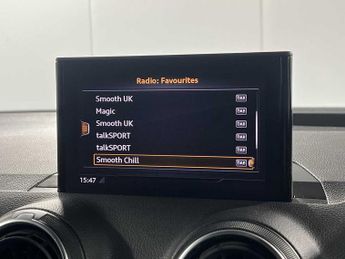 Radio: Favourites
Smooth UK
Magic
Smooth UK
talkSPORT
talkSPORT
Smooth Chill
15:47